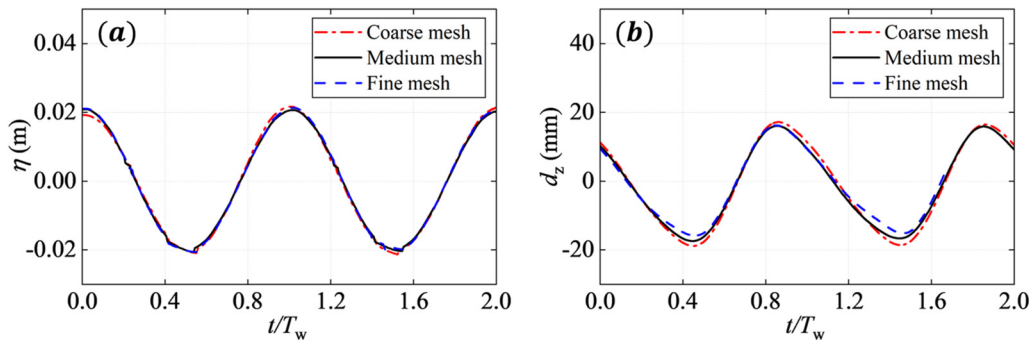 (a)
Coarse mesh
Medium mesh
Fine mesh
0.04
0.02
0.00
-0.02
η (m)
0.0 0.4 0.8 1.2 1.6 2.0
t/Tw
(b)
Coarse mesh
Medium mesh
Fine mesh
40
20
0
-20
dz (mm)
0.0 0.4 0.8 1.2 1.6 2.0
t/Tw